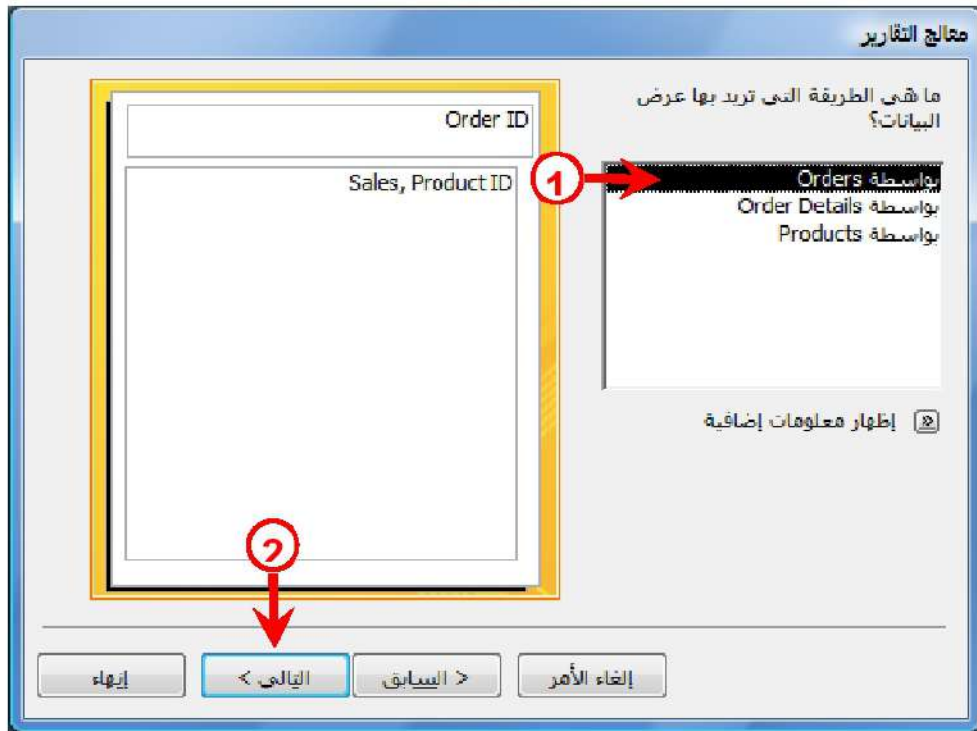 معالج التقارير
ما هي الطريقة التي تريد بها عرض
البيانات؟
بواسطة Orders
بواسطة Order Details
بواسطة Products
1
Order ID
Sales, Product ID
إظهار معلومات إضافية
2
إلغاء الأمر
< السابق
التالي >
إنهاء